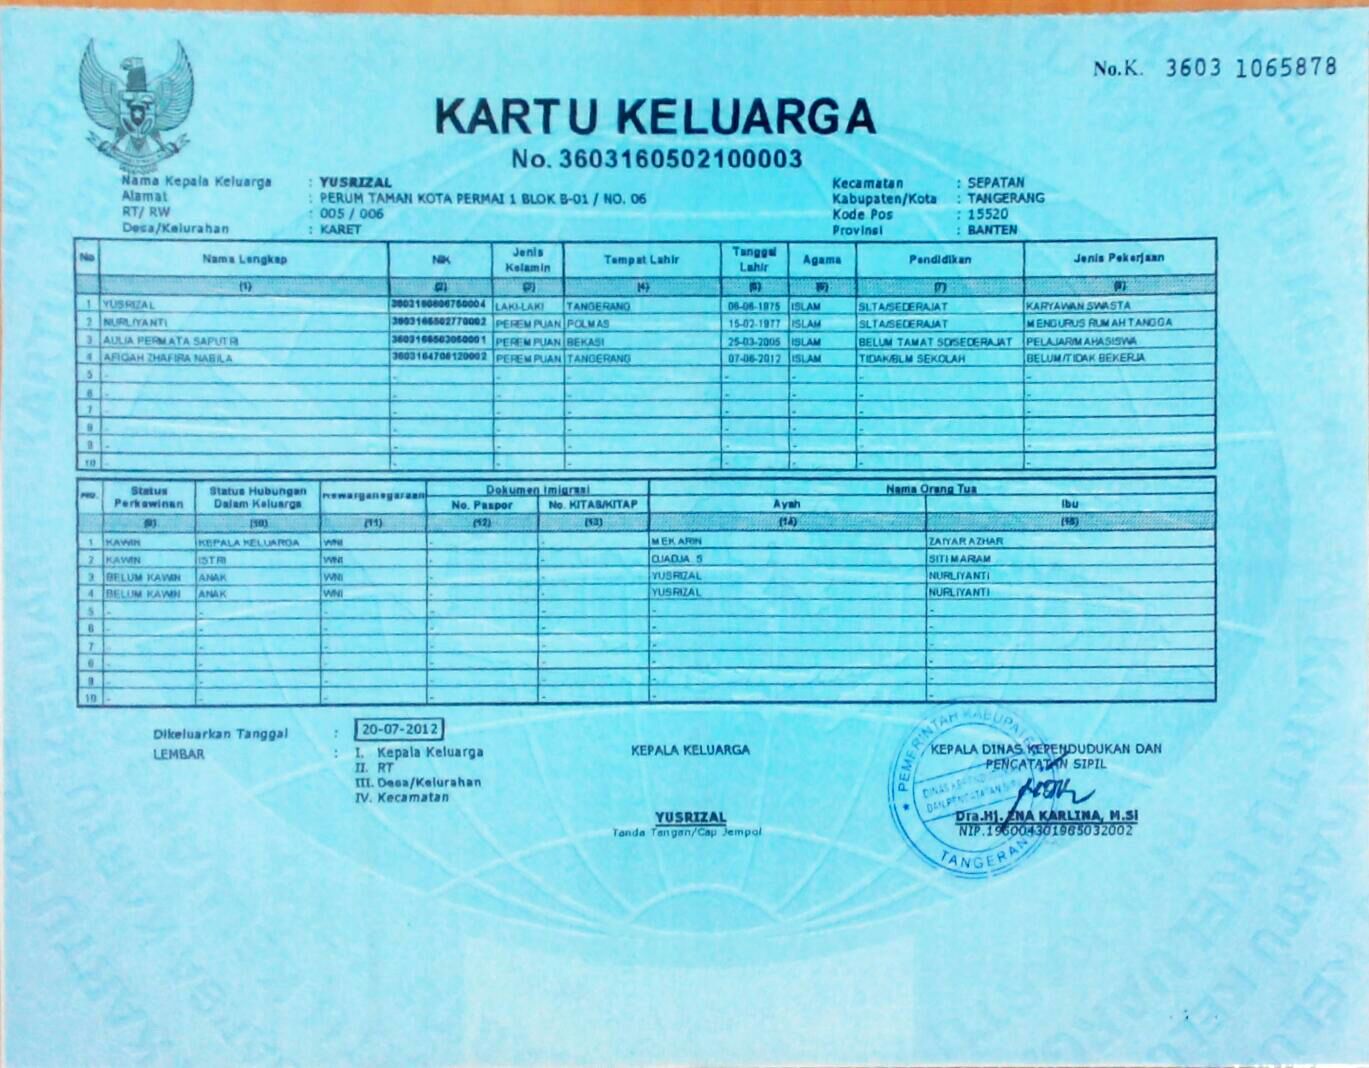 No.K. 3603 1065878
KARTU KELUARGA
No. 3603160502100003
Nama Kepala Keluarga : YUSRIZAL
Alamat : PERUM TAMAN KOTA PERMAI 1 BLOK B-01 / NO. 06
RT/ RW : 005 / 006
Desa/Kelurahan : KARET
Kecamatan : SEPATAN
Kabupaten/Kota : TANGERANG
Kode Pos : 15520
Provinsi : BANTEN
No Nama Lengkap NIK Jenis Kelamin Tempat Lahir Tanggal Lahir Agama Pendidikan Jenis Pekerjaan
(1) (2) (3) (4) (5) (6) (7) (8)
1 YUSRIZAL LAKI-LAKI TANGERANG 06-06-1975 ISLAM SLTA/SEDERAJAT KARYAWAN SWASTA
2 NURLIYANTI PEREMPUAN POLMAS 15-02-1977 ISLAM SLTA/SEDERAJAT MENGURUS RUMAH TANGGA
3 AULIA PERMATA SAPUTRI PEREMPUAN BEKASI 25-03-2005 ISLAM BELUM TAMAT SD/SEDERAJAT PELAJAR/MAHASISWA
4 AFIQAH ZHAFIRA NABILA PEREMPUAN TANGERANG 07-06-2012 ISLAM TIDAK/BLM SEKOLAH BELUM/TIDAK BEKERJA
5 - - - - - - - -
6 - - - - - - - -
7 - - - - - - - -
8 - - - - - - - -
9 - - - - - - - -
10 - - - - - - - -
No. Status Perkawinan Status Hubungan Dalam Keluarga Kewarganegaraan Dokumen Imigrasi Nama Orang Tua
No. Paspor No. KITAS/KITAP Ayah Ibu
(9) (10) (11) (12) (13) (14) (15)
1 KAWIN KEPALA KELUARGA WNI - - MEKARIN ZAIYAR AZHAR
2 KAWIN ISTRI WNI - - DJADJA S SITI MARIAM
3 BELUM KAWIN ANAK WNI - - YUSRIZAL NURLIYANTI
4 BELUM KAWIN ANAK WNI - - YUSRIZAL NURLIYANTI
5 - - - - - - -
6 - - - - - - -
7 - - - - - - -
8 - - - - - - -
9 - - - - - - -
10 - - - - - - -
Dikeluarkan Tanggal : 20-07-2012
LEMBAR : I. Kepala Keluarga
II. RT
III. Desa/Kelurahan
IV. Kecamatan
KEPALA KELUARGA
YUSRIZAL
Tanda Tangan/Cap Jempol
KEPALA DINAS KEPENDUDUKAN DAN
PENCATATAN SIPIL
Dra.Hj. ENA KARLINA, M.Si
NIP.196004301985032002
PEMERINTAH KABUPATEN
DINAS KEPENDUDUKAN
DAN PENCATATAN SIPIL
TANGERANG